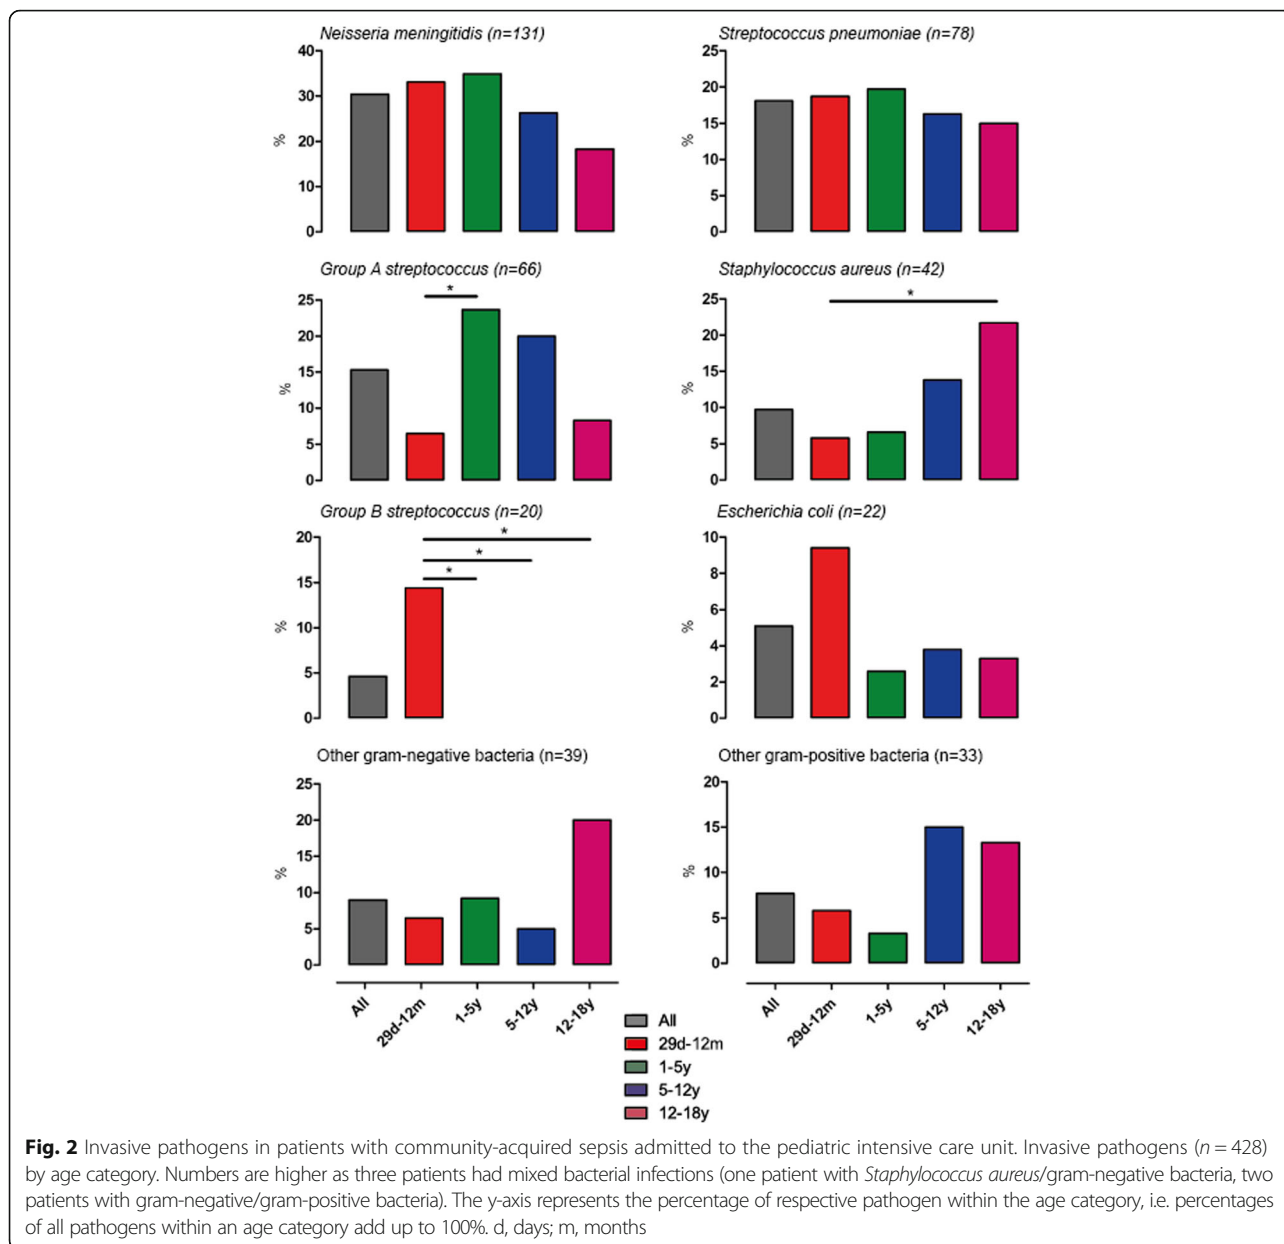 Neisseria meningitidis (n=131)
40
30
20
10
0
%
Streptococcus pneumoniae (n=78)
25
20
15
10
5
0
%
Group A streptococcus (n=66)
25
20
15
10
5
0
%
*
Staphylococcus aureus (n=42)
25
20
15
10
5
0
%
*
Group B streptococcus (n=20)
20
15
10
5
0
%
*
*
*
Escherichia coli (n=22)
10
8
6
4
2
0
%
Other gram-negative bacteria (n=39)
25
20
15
10
5
0
%
All
29d-12m
1-5y
5-12y
12-18y
Other gram-positive bacteria (n=33)
20
15
10
5
0
%
All
29d-12m
1-5y
5-12y
12-18y
All
29d-12m
1-5y
5-12y
12-18y
Fig. 2 Invasive pathogens in patients with community-acquired sepsis admitted to the pediatric intensive care unit. Invasive pathogens (n = 428)
by age category. Numbers are higher as three patients had mixed bacterial infections (one patient with Staphylococcus aureus/gram-negative bacteria, two
patients with gram-negative/gram-positive bacteria). The y-axis represents the percentage of respective pathogen within the age category, i.e. percentages
of all pathogens within an age category add up to 100%. d, days; m, months